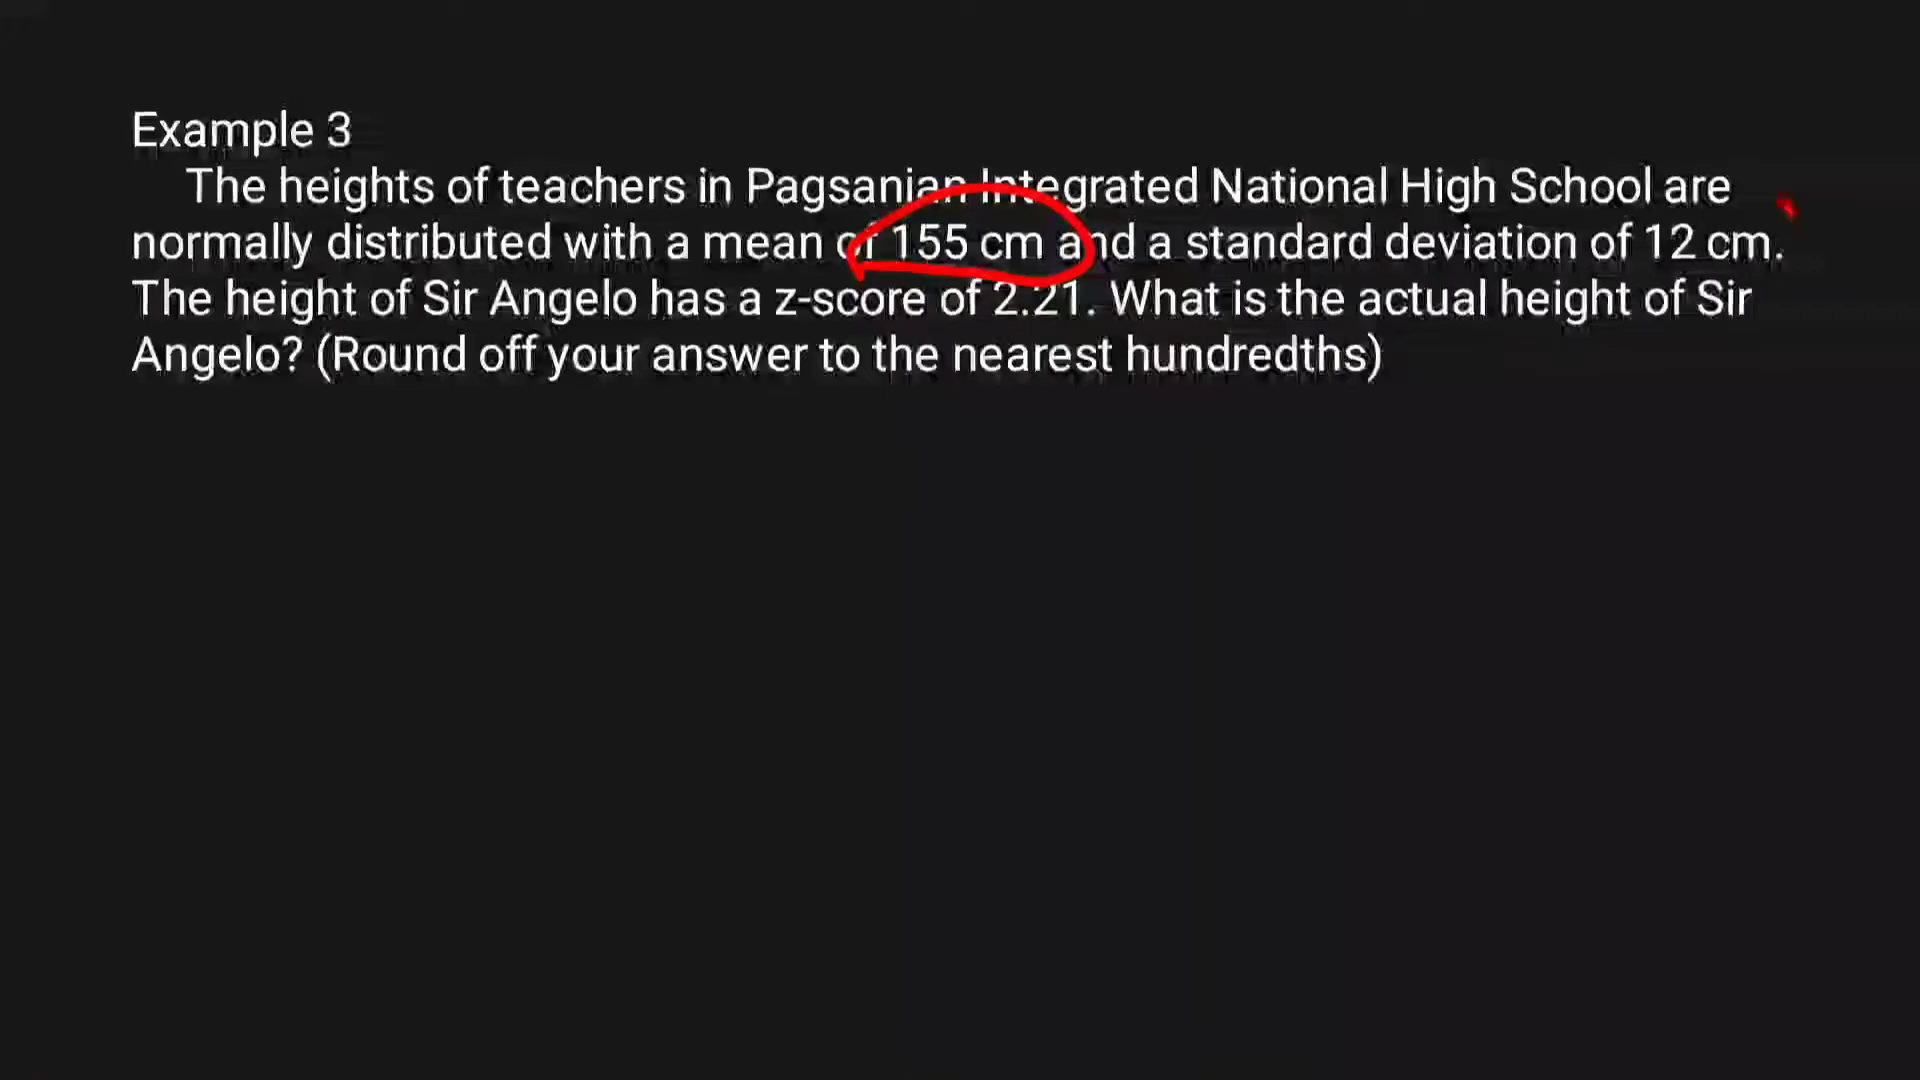 Example 3
The heights of teachers in Pagsanian Integrated National High School are
normally distributed with a mean of 155 cm and a standard deviation of 12 cm.
The height of Sir Angelo has a z-score of 2.21. What is the actual height of Sir
Angelo? (Round off your answer to the nearest hundredths)